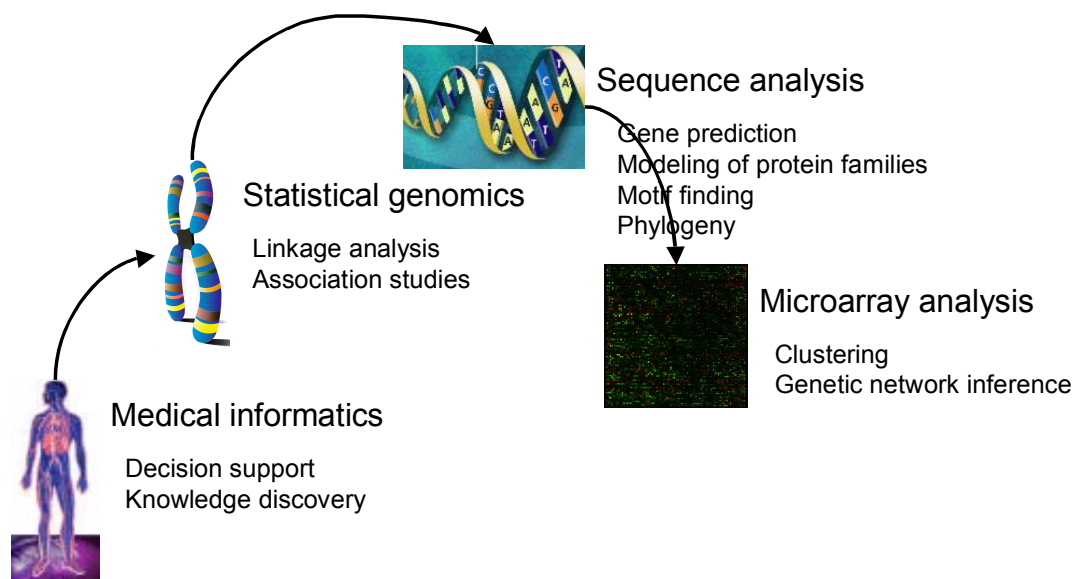 Sequence analysis
Gene prediction
Modeling of protein families
Motif finding
Phylogeny
Statistical genomics
Linkage analysis
Association studies
Microarray analysis
Clustering
Genetic network inference
Medical informatics
Decision support
Knowledge discovery